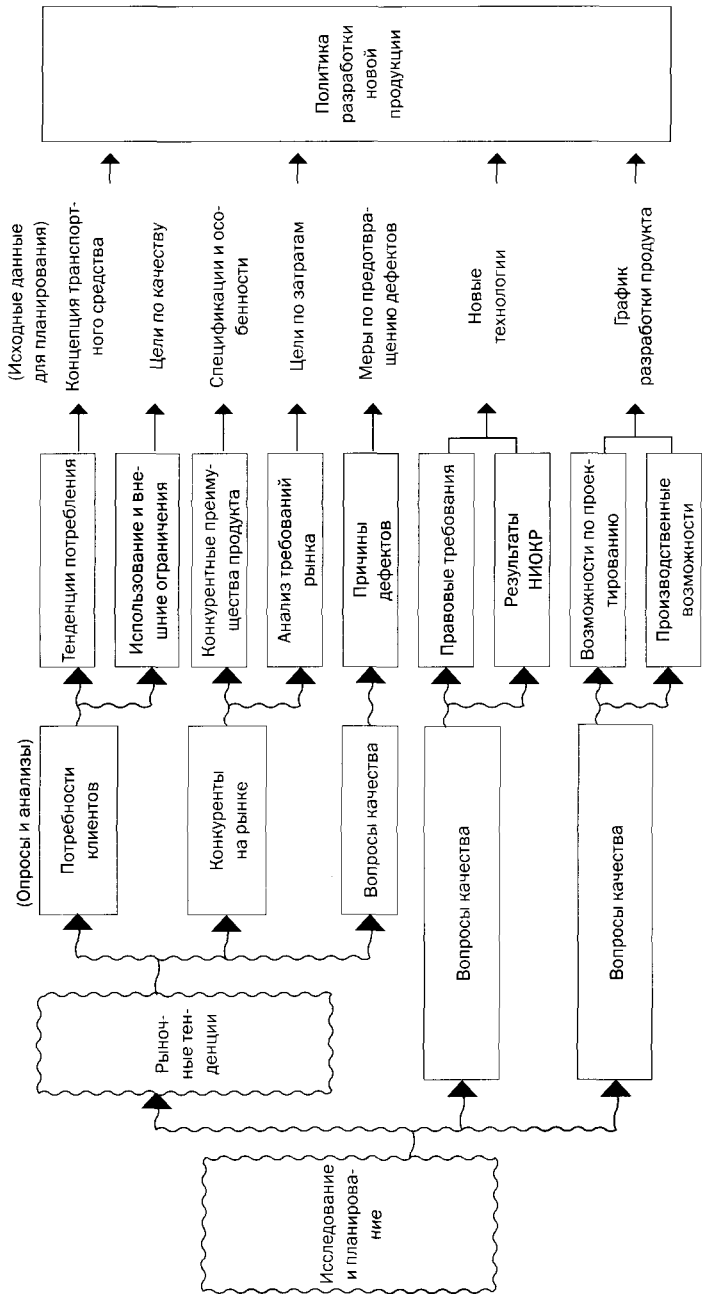 Исследование
и планирова-
ние
Рыноч-
ные тен-
денции
(Опросы и анализы)
Потребности
клиентов
Конкуренты
на рынке
Вопросы качества
Вопросы качества
Вопросы качества
Тенденции потребления
Использование и вне-
шние ограничения
Конкурентные преиму-
щества продукта
Анализ требований
рынка
Причины
дефектов
Правовые требования
Результаты
НИОКР
Возможности по проек-
тированию
Производственные
возможности
(Исходные данные
для планирования)
Концепция транспорт-
ного средства
Цели по качеству
Спецификации и осо-
бенности
Цели по затратам
Меры по предотвра-
щению дефектов
Новые
технологии
График
разработки продукта
Политика
разработки
новой
продукции